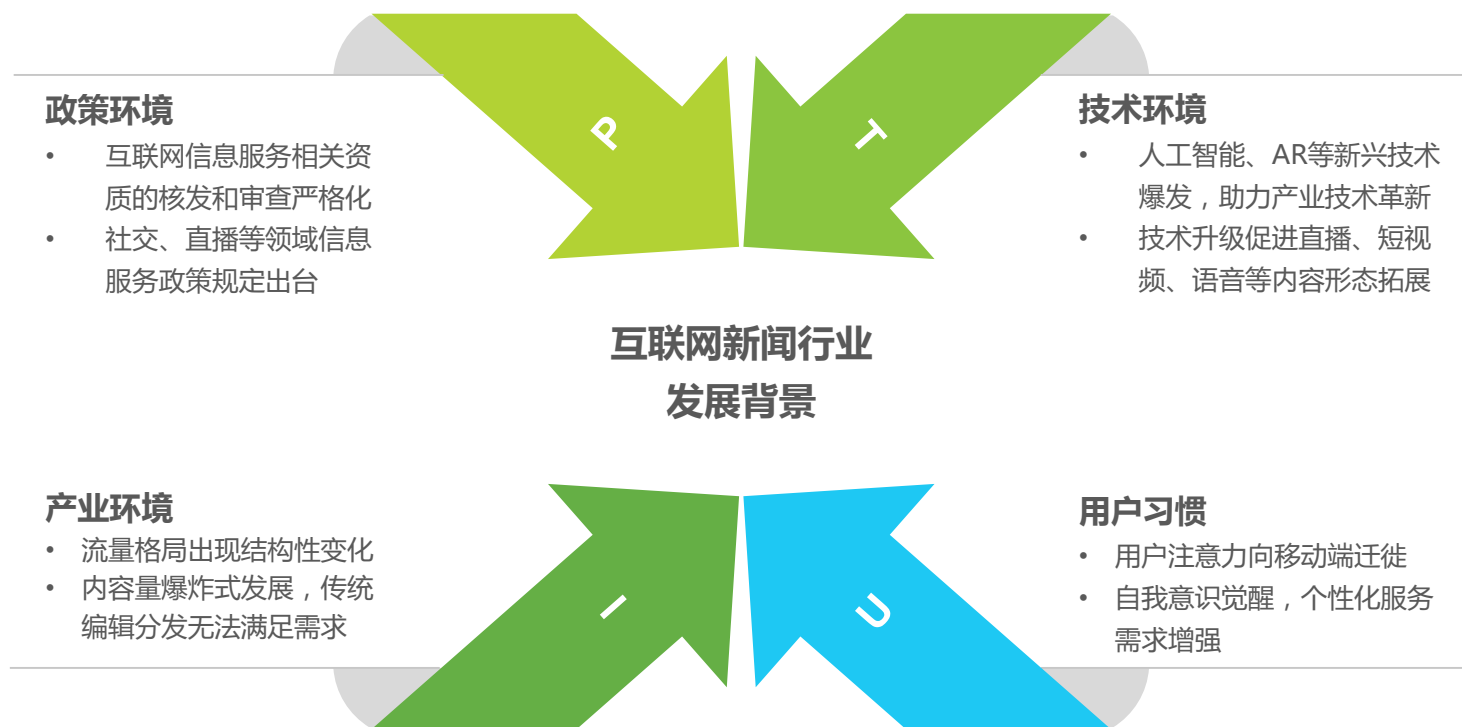 政策环境
• 互联网信息服务相关资
质的核发和审查严格化
• 社交、直播等领域信息
服务政策规定出台
P
T
技术环境
• 人工智能、AR等新兴技术
爆发，助力产业技术革新
• 技术升级促进直播、短视
频、语音等内容形态拓展
互联网新闻行业
发展背景
产业环境
• 流量格局出现结构性变化
• 内容量爆炸式发展，传统
编辑分发无法满足需求
I
U
用户习惯
• 用户注意力向移动端迁徙
• 自我意识觉醒，个性化服务
需求增强